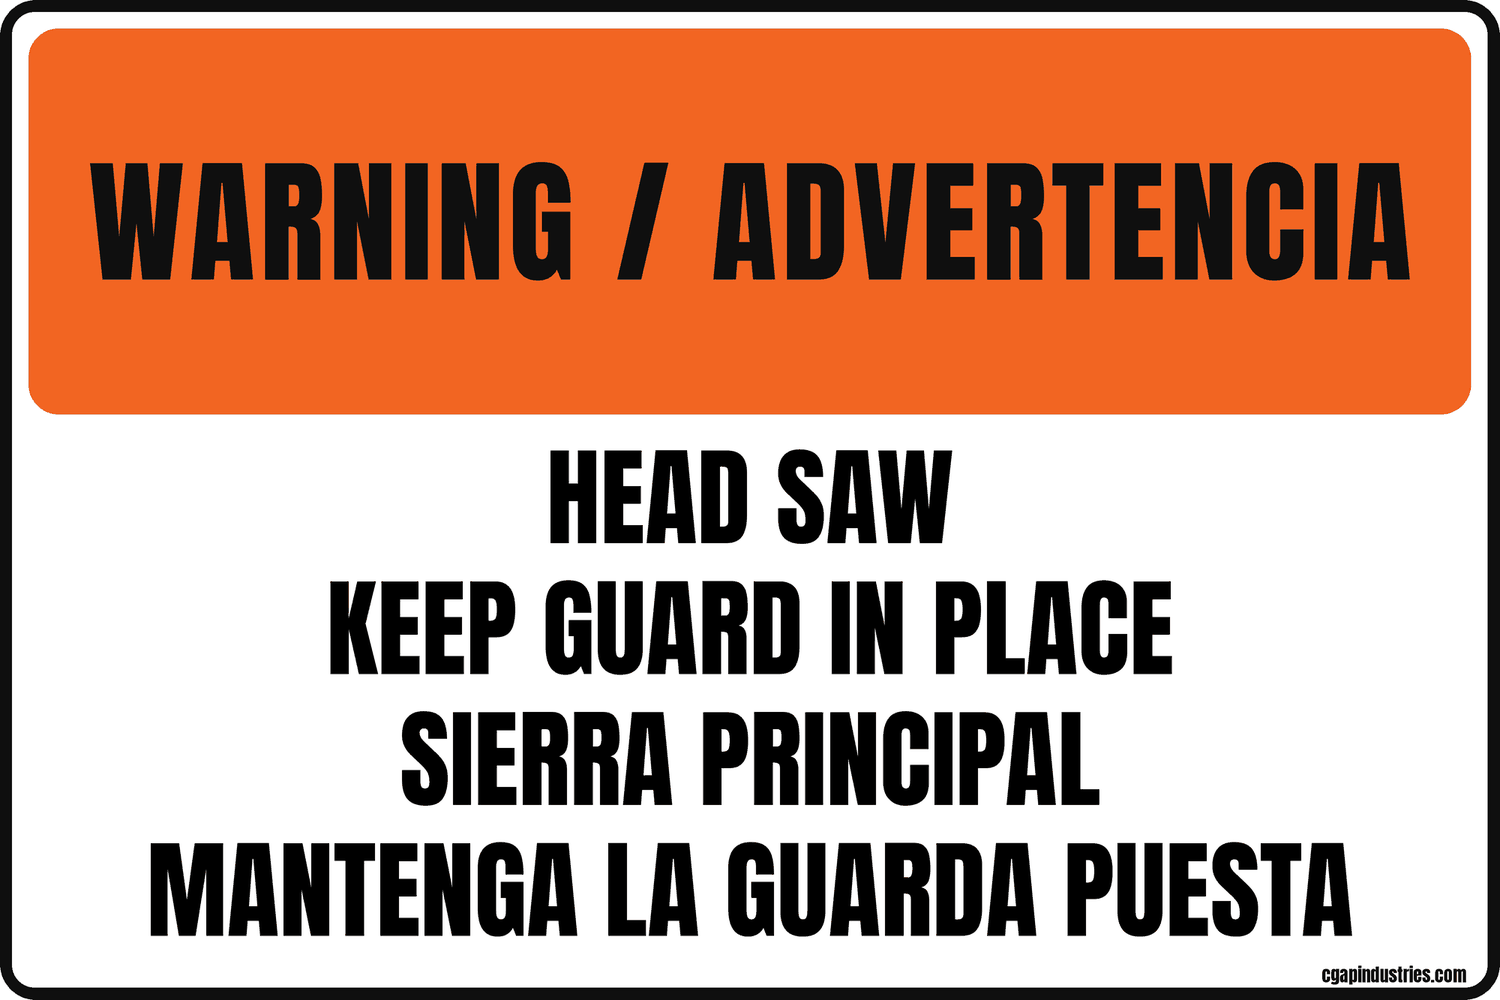 WARNING / ADVERTENCIA
HEAD SAW
KEEP GUARD IN PLACE
SIERRA PRINCIPAL
MANTENGA LA GUARDA PUESTA
cgapindustries.com